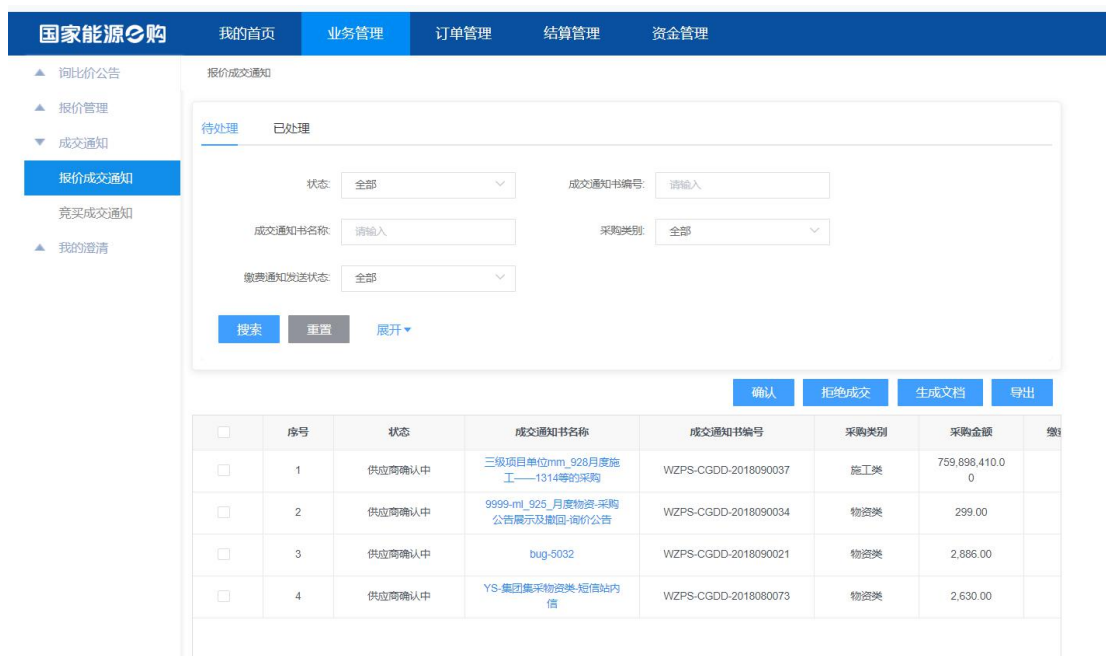 国家能源e购 我的首页 业务管理 订单管理 结算管理 资金管理
询比价公告
报价管理
成交通知
报价成交通知
竞买成交通知
我的澄清
报价成交通知
待处理 已处理
状态: 全部 成交通知书编号: 请输入
成交通知书名称: 请输入 采购类别: 全部
缴费通知发送状态: 全部
搜索 重置 展开
确认 拒绝成交 生成文档 导出
序号 状态 成交通知书名称 成交通知书编号 采购类别 采购金额
1 供应商确认中 三级项目单位mm_928月度施 WZPS-CGDD-2018090037 施工类 759,898,410.0
工——1314等的采购 0
2 供应商确认中 9999-ml_925_月度物资-采购 WZPS-CGDD-2018090034 物资类 299.00
公告展示及撤回-询价公告
3 供应商确认中 bug-5032 WZPS-CGDD-2018090021 物资类 2,886.00
4 供应商确认中 YS-集团集采物资类-短信站内 WZPS-CGDD-2018080073 物资类 2,630.00
信